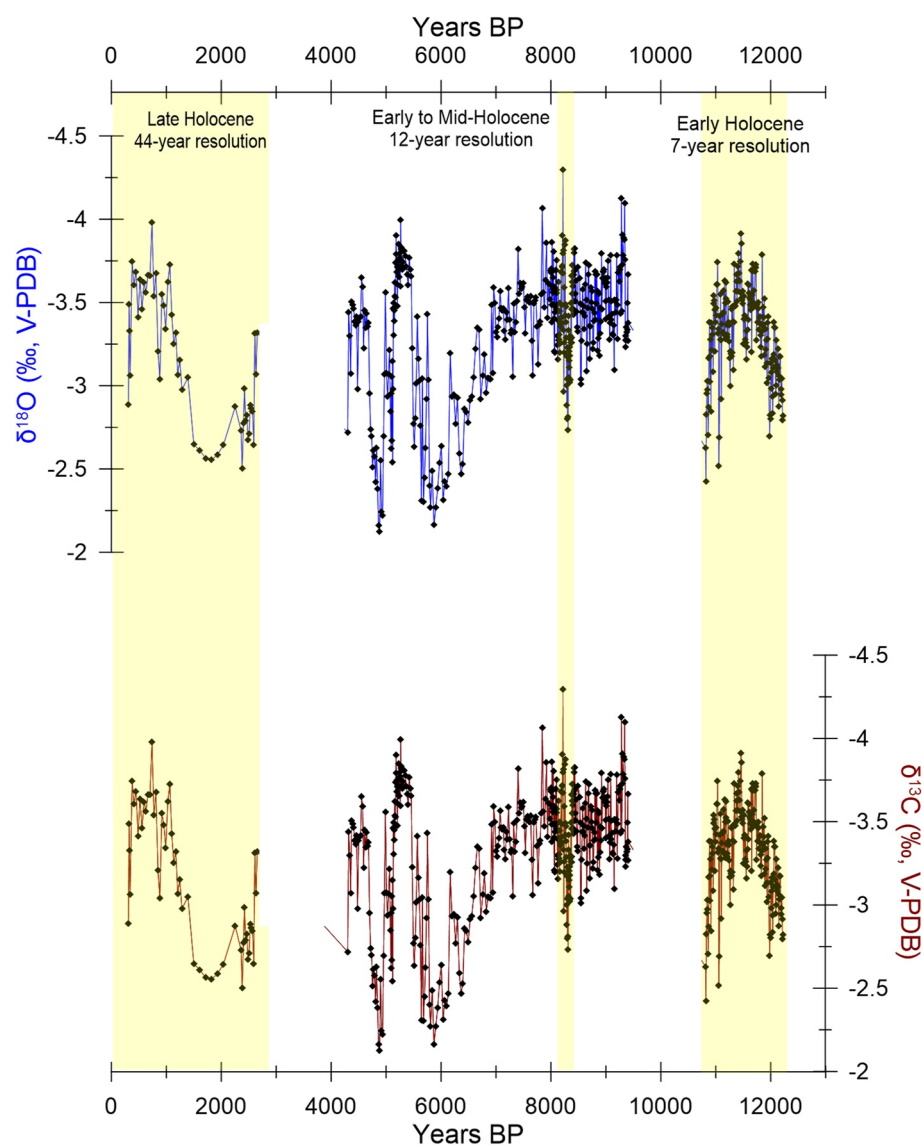 Years BP
0 2000 4000 6000 8000 10000 12000
Late Holocene
44-year resolution
Early to Mid-Holocene
12-year resolution
Early Holocene
7-year resolution
-4.5
-4
-3.5
-3
-2.5
-2
δ¹⁸O (‰, V-PDB)
-4.5
-4
-3.5
-3
-2.5
-2
δ¹³C (‰, V-PDB)
0 2000 4000 6000 8000 10000 12000
Years BP